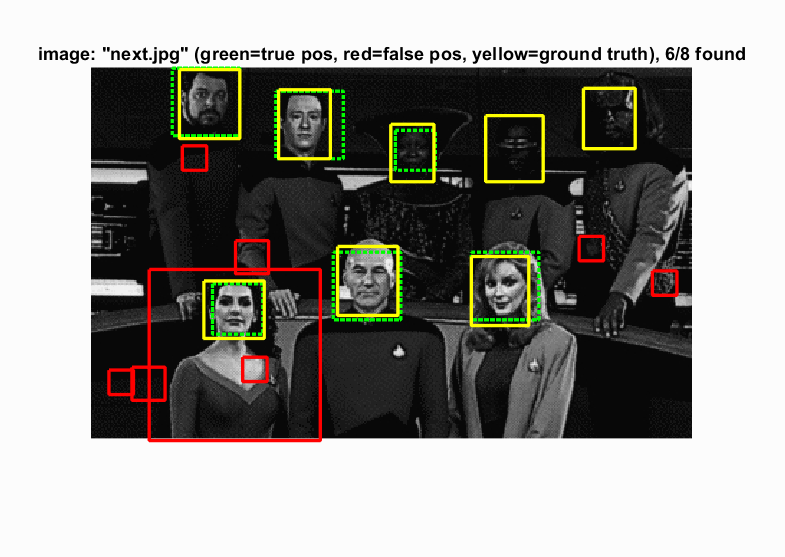 image: "next.jpg" (green=true pos, red=false pos, yellow=ground truth), 6/8 found